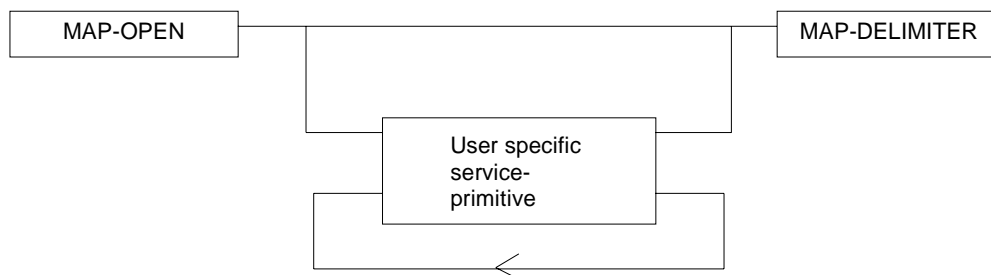 MAP-OPEN
MAP-DELIMITER
User specific
service-
primitive